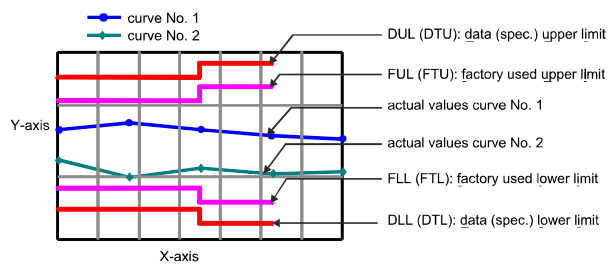 curve No. 1
curve No. 2
DUL (DTU): data (spec.) upper limit
FUL (FTU): factory used upper limit
actual values curve No. 1
Y-axis
actual values curve No. 2
FLL (FTL): factory used lower limit
DLL (DTL): data (spec.) lower limit
X-axis